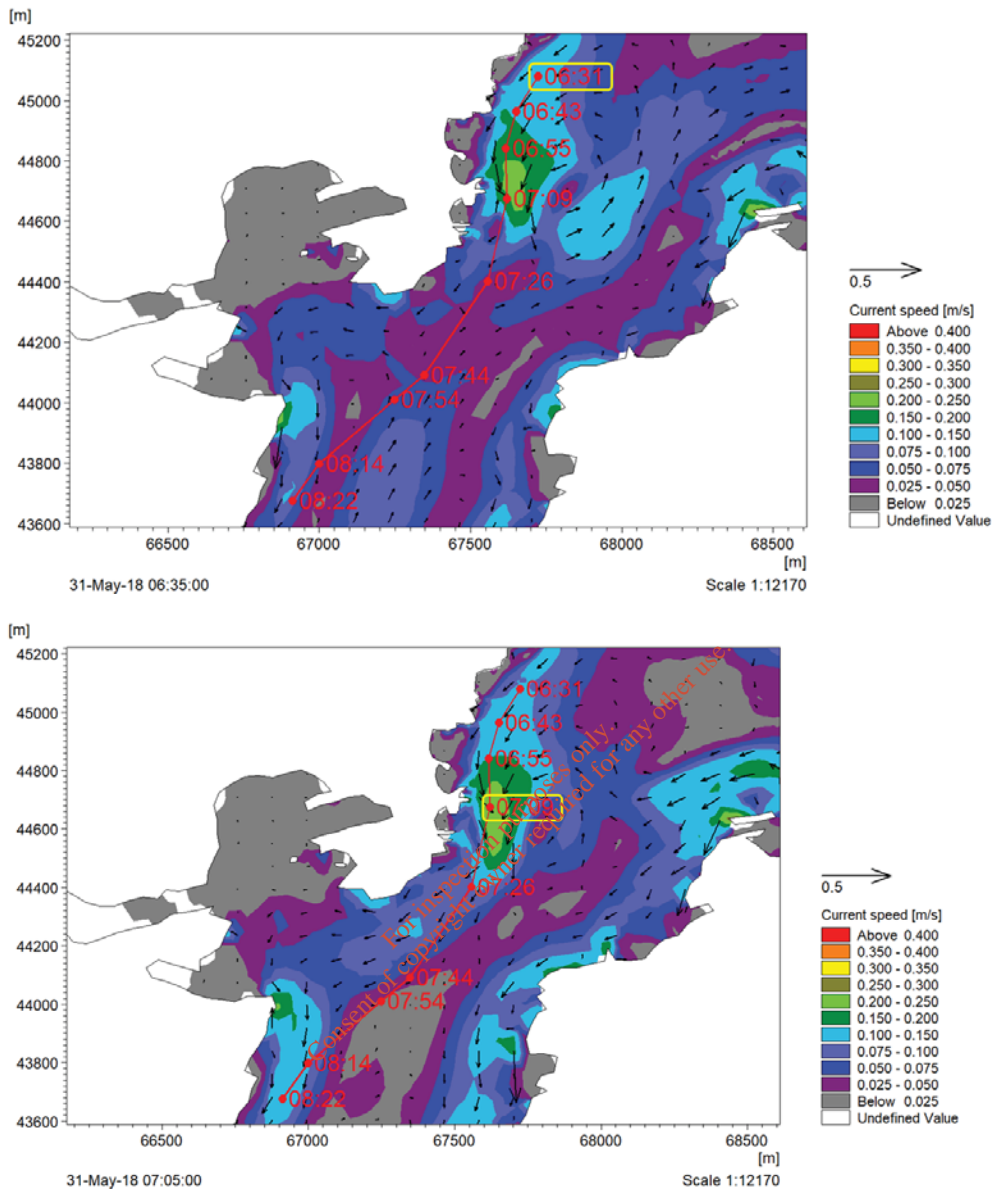 [m]
45200
45000
44800
44600
44400
44200
44000
43800
43600
06:31
06:43
06:55
07:09
07:26
07:44
07:54
08:14
08:22
66500 67000 67500 68000 68500
[m]
31-May-18 06:35:00 Scale 1:12170
0.5
Current speed [m/s]
Above 0.400
0.350 - 0.400
0.300 - 0.350
0.250 - 0.300
0.200 - 0.250
0.150 - 0.200
0.100 - 0.150
0.075 - 0.100
0.050 - 0.075
0.025 - 0.050
Below 0.025
Undefined Value
[m]
45200
45000
44800
44600
44400
44200
44000
43800
43600
06:31
06:43
06:55
07:09
07:26
07:44
07:54
08:14
08:22
For inspection purposes only.
Consent of copyright owner required for any other use.
66500 67000 67500 68000 68500
[m]
31-May-18 07:05:00 Scale 1:12170
0.5
Current speed [m/s]
Above 0.400
0.350 - 0.400
0.300 - 0.350
0.250 - 0.300
0.200 - 0.250
0.150 - 0.200
0.100 - 0.150
0.075 - 0.100
0.050 - 0.075
0.025 - 0.050
Below 0.025
Undefined Value